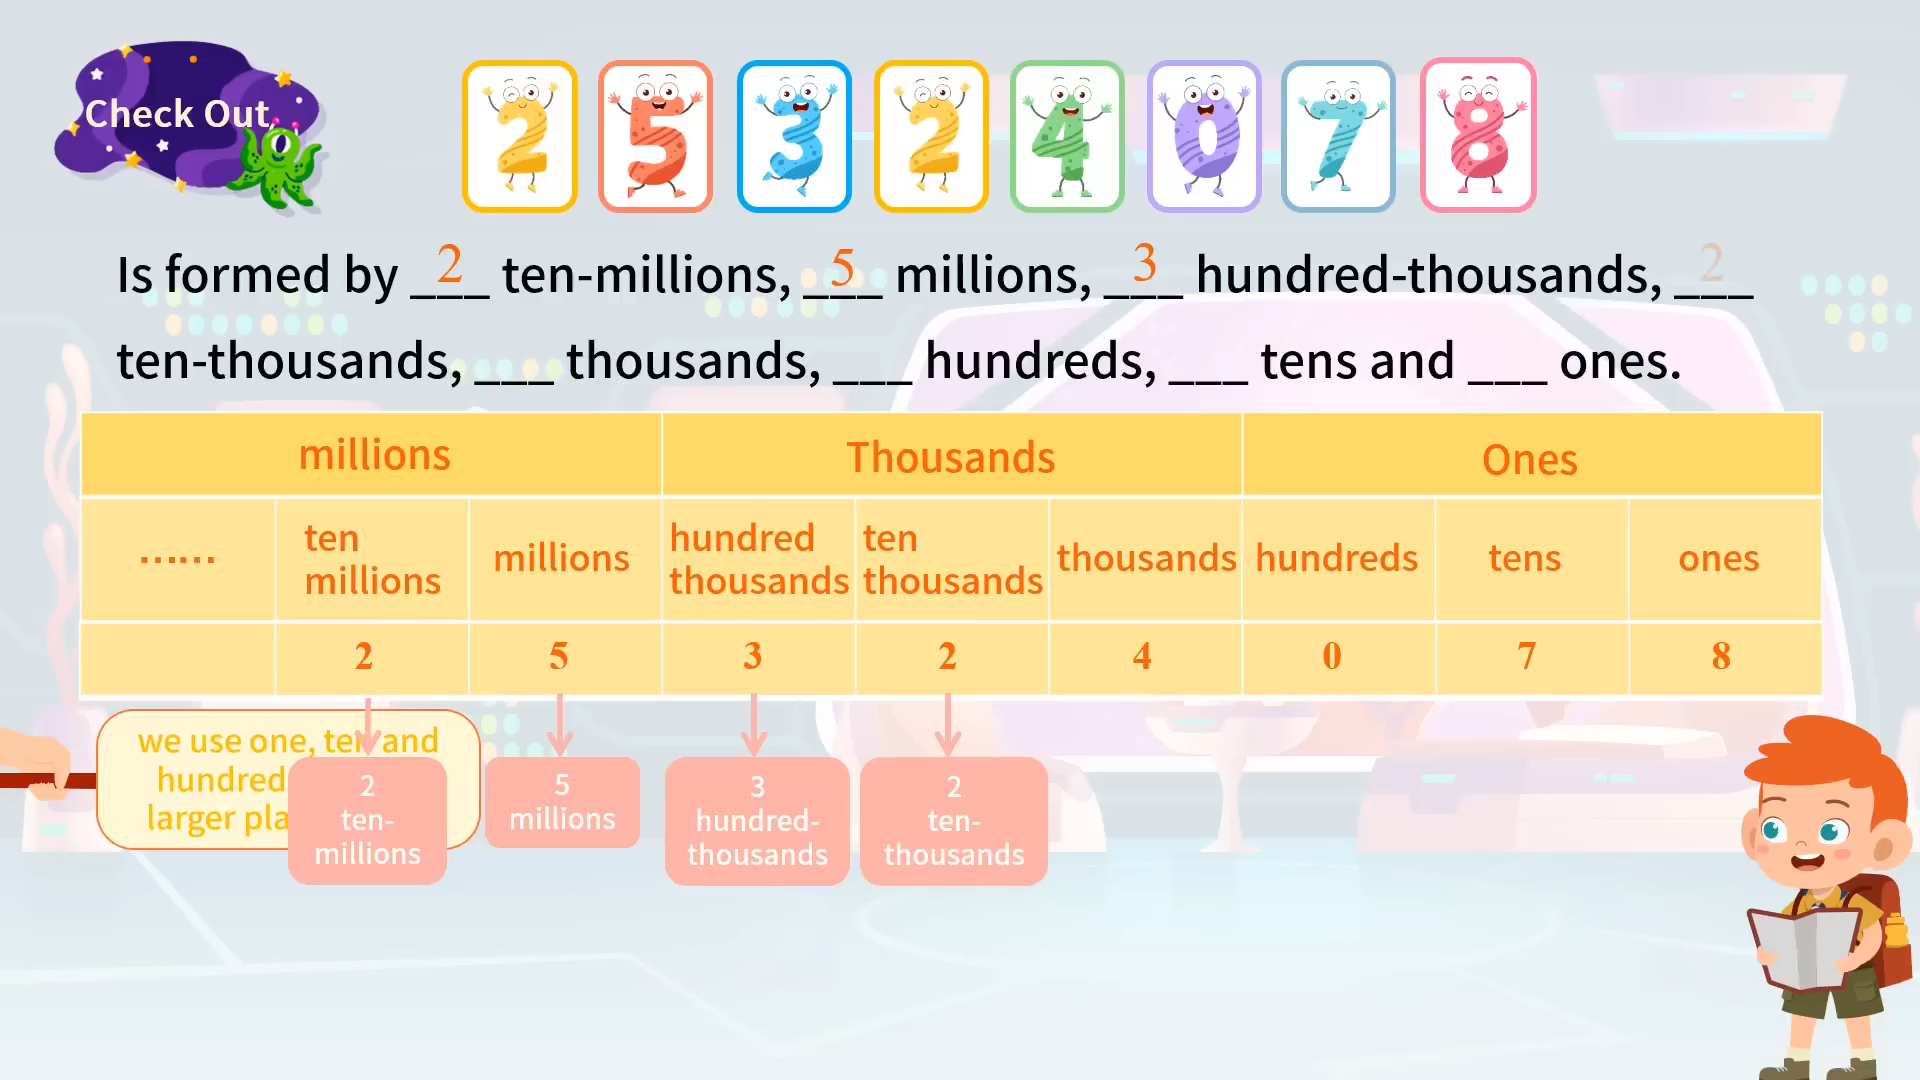 Check Out
2 5 3 2 4 0 7 8
Is formed by 2 ten-millions, 5 millions, 3 hundred-thousands, 2
ten-thousands, ___ thousands, ___ hundreds, ___ tens and ___ ones.
millions Thousands Ones
...... ten millions millions hundred thousands ten thousands thousands hundreds tens ones
2 5 3 2 4 0 7 8
we use one, ten and
hundred
larger
2
ten-
millions
5
millions
3
hundred-
thousands
2
ten-
thousands